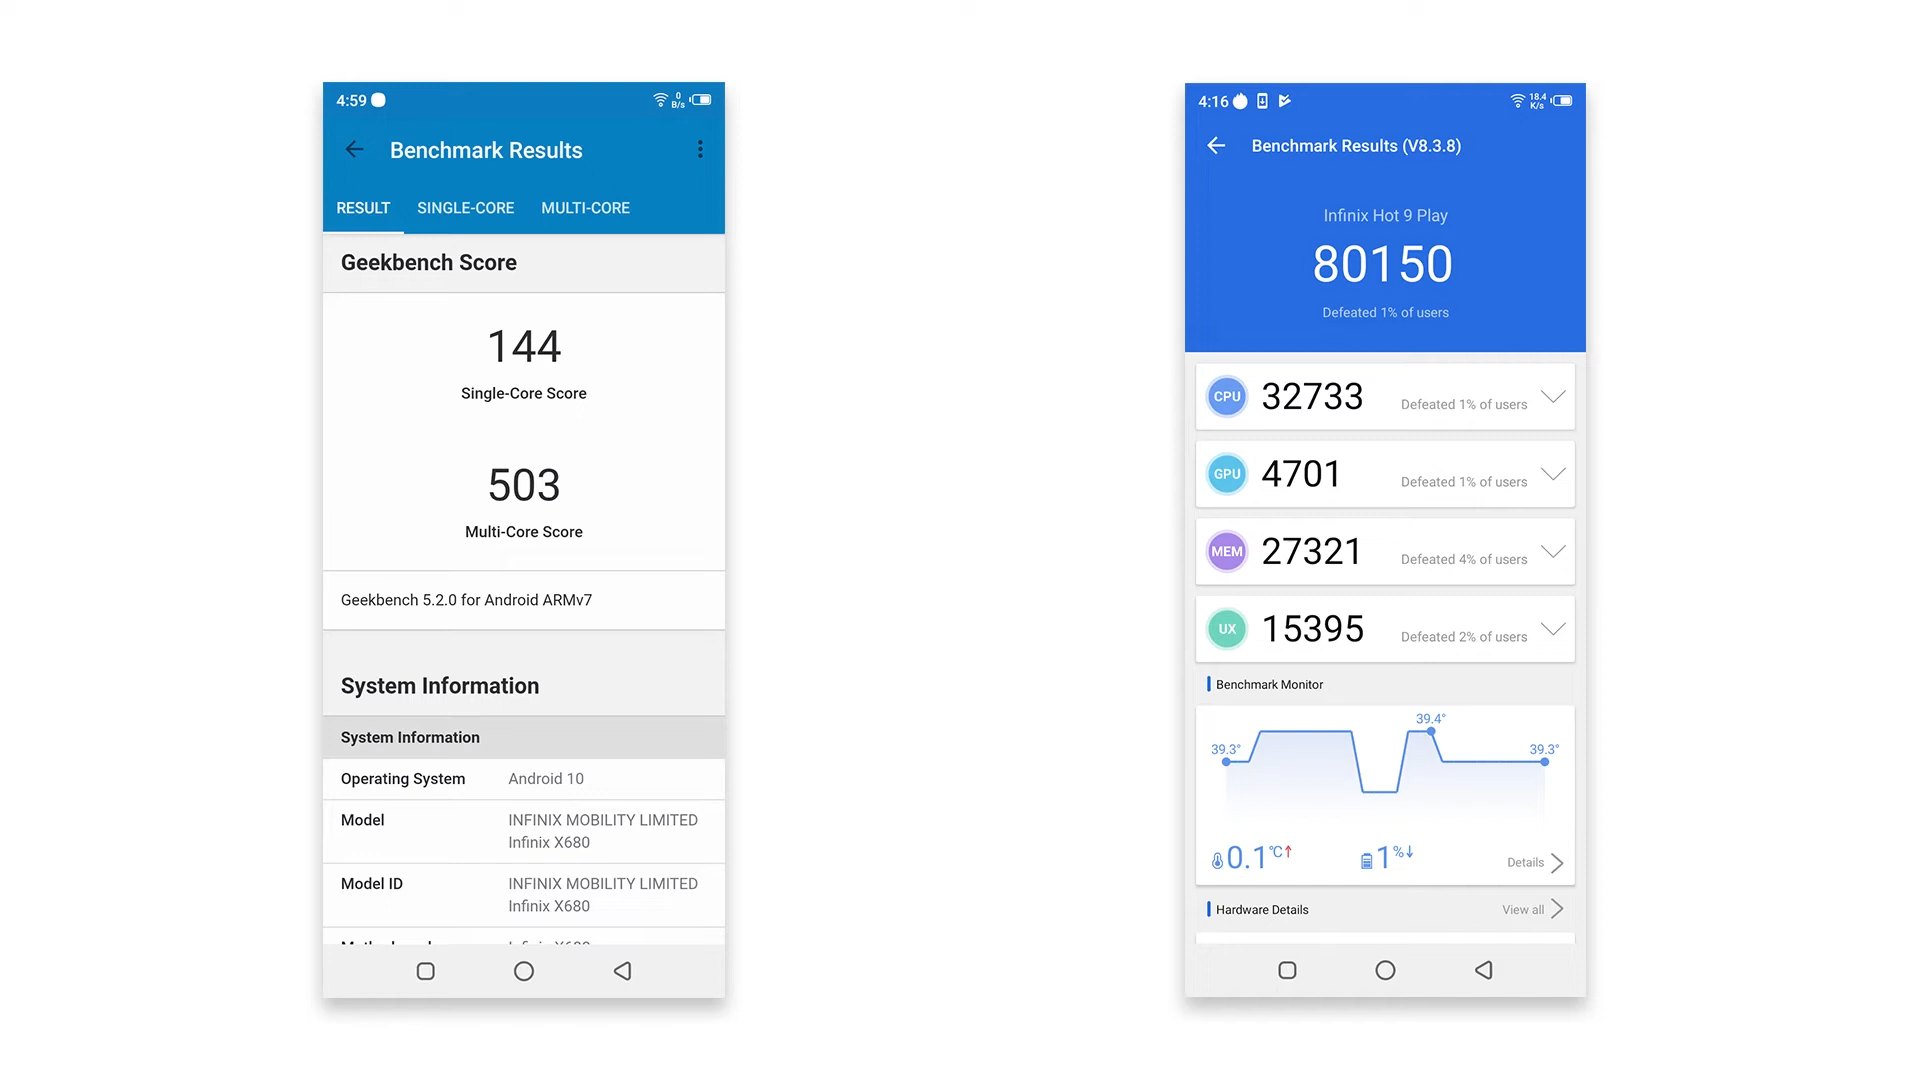 4:59
0
B/s
Benchmark Results
RESULT
SINGLE-CORE
MULTI-CORE
Geekbench Score
144
Single-Core Score
503
Multi-Core Score
Geekbench 5.2.0 for Android ARMv7
System Information
System Information
Operating System Android 10
Model INFINIX MOBILITY LIMITED
Infinix X680
Model ID INFINIX MOBILITY LIMITED
Infinix X680
4:16
18.4
K/s
Benchmark Results (V8.3.8)
Infinix Hot 9 Play
80150
Defeated 1% of users
CPU 32733 Defeated 1% of users
GPU 4701 Defeated 1% of users
MEM 27321 Defeated 4% of users
UX 15395 Defeated 2% of users
Benchmark Monitor
39.4°
39.3° 39.3°
0.1℃↑ 1%↓ Details
Hardware Details View all